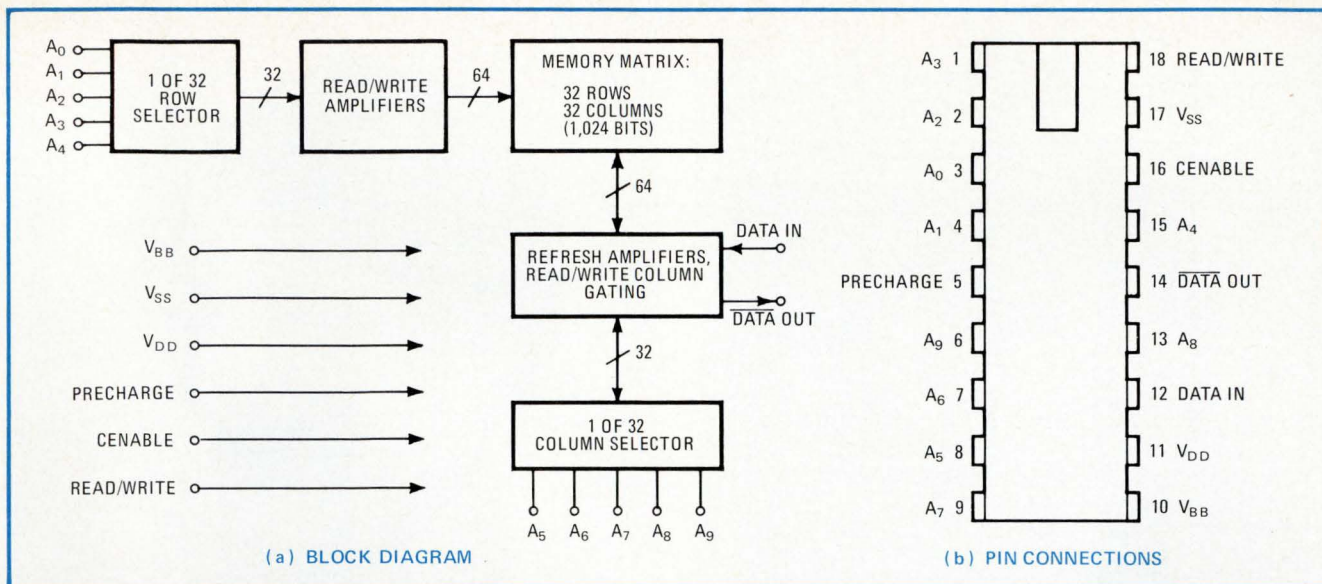 A0
A1
A2
A3
A4
1 OF 32
ROW
SELECTOR
32
READ/WRITE
AMPLIFIERS
64
MEMORY MATRIX:
32 ROWS
32 COLUMNS
(1,024 BITS)
64
VBB
VSS
VDD
PRECHARGE
CENABLE
READ/WRITE
REFRESH AMPLIFIERS,
READ/WRITE COLUMN
GATING
DATA IN
D̅A̅T̅A̅ OUT
32
1 OF 32
COLUMN SELECTOR
A5 A6 A7 A8 A9
(a) BLOCK DIAGRAM
A3 1
A2 2
A0 3
A1 4
PRECHARGE 5
A9 6
A6 7
A5 8
A7 9
18 READ/WRITE
17 VSS
16 CENABLE
15 A4
14 D̅A̅T̅A̅ OUT
13 A8
12 DATA IN
11 VDD
10 VBB
(b) PIN CONNECTIONS